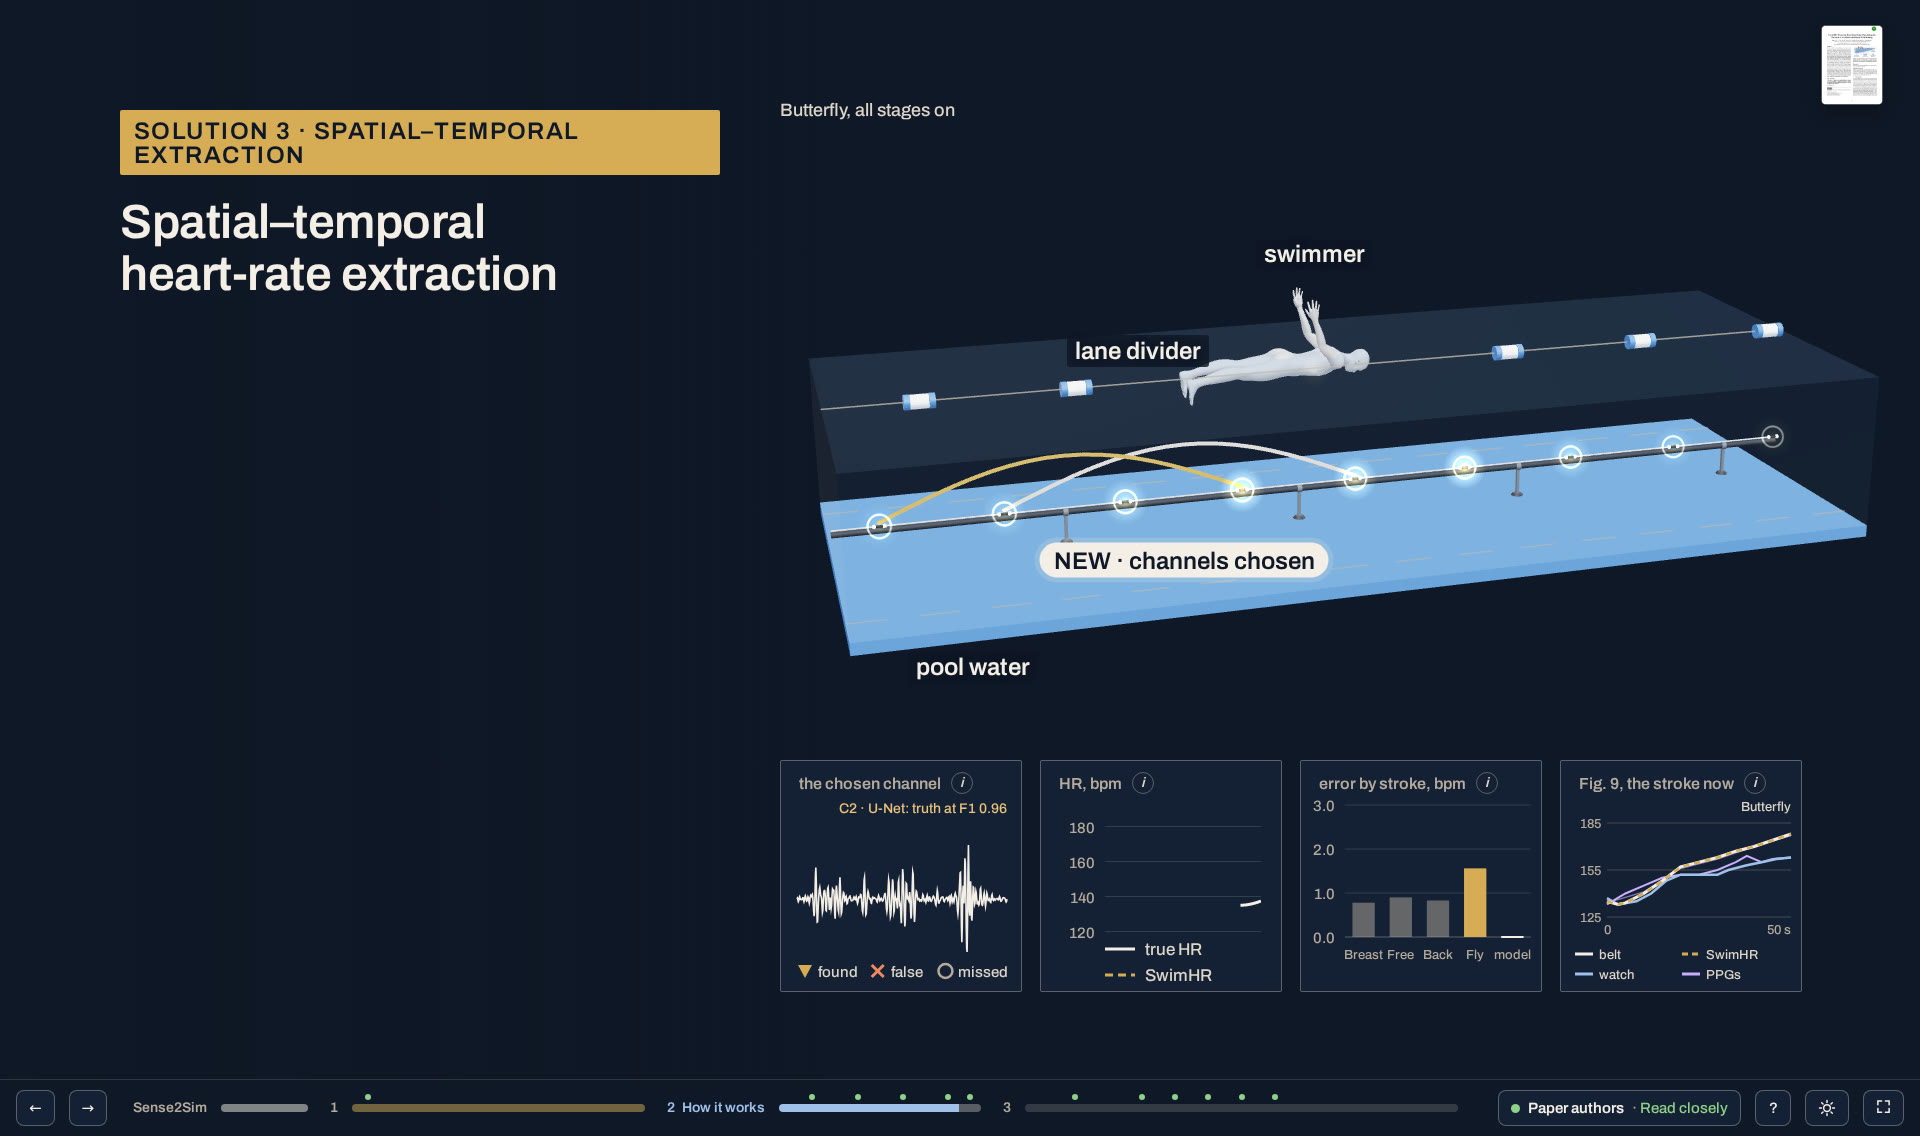 SOLUTION 3 · SPATIAL–TEMPORAL
EXTRACTION
Spatial–temporal
heart-rate extraction
Butterfly, all stages on
swimmer
lane divider
NEW · channels chosen
pool water
the chosen channel i
C2 · U-Net: truth at F1 0.96
found false missed
HR, bpm i
180
160
140
120
true HR
SwimHR
error by stroke, bpm i
3.0
2.0
1.0
0.0
Breast Free Back Fly model
Fig. 9, the stroke now i
Butterfly
185
155
125
0 50 s
belt SwimHR
watch PPGs
← → Sense2Sim 1 2 How it works 3 Paper authors · Read closely ?